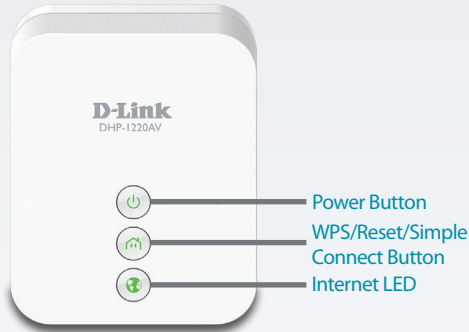 D-Link
DHP-1220AV
Power Button
WPS/Reset/Simple
Connect Button
Internet LED